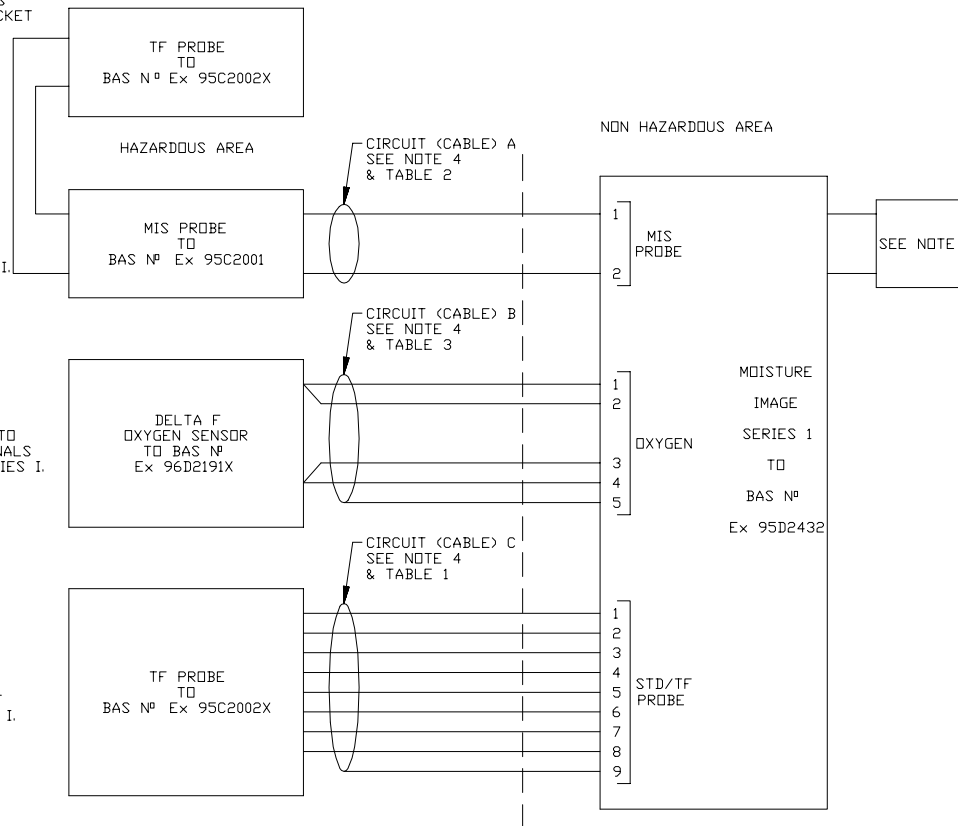 CKET
TF PROBE
TO
BAS Nº Ex 95C2002X
HAZARDOUS AREA
NON HAZARDOUS AREA
CIRCUIT (CABLE) A
SEE NOTE 4
& TABLE 2
MIS PROBE
TO
BAS Nº Ex 95C2001
I.
1
2
MIS
PROBE
SEE NOTE
CIRCUIT (CABLE) B
SEE NOTE 4
& TABLE 3
DELTA F
OXYGEN SENSOR
TO BAS Nº
Ex 96D2191X
TO
NALS
IES I.
1
2
3
4
5
OXYGEN
MOISTURE
IMAGE
SERIES 1
TO
BAS Nº
Ex 95D2432
CIRCUIT (CABLE) C
SEE NOTE 4
& TABLE 1
TF PROBE
TO
BAS Nº Ex 95C2002X
I.
1
2
3
4
5
6
7
8
9
STD/TF
PROBE